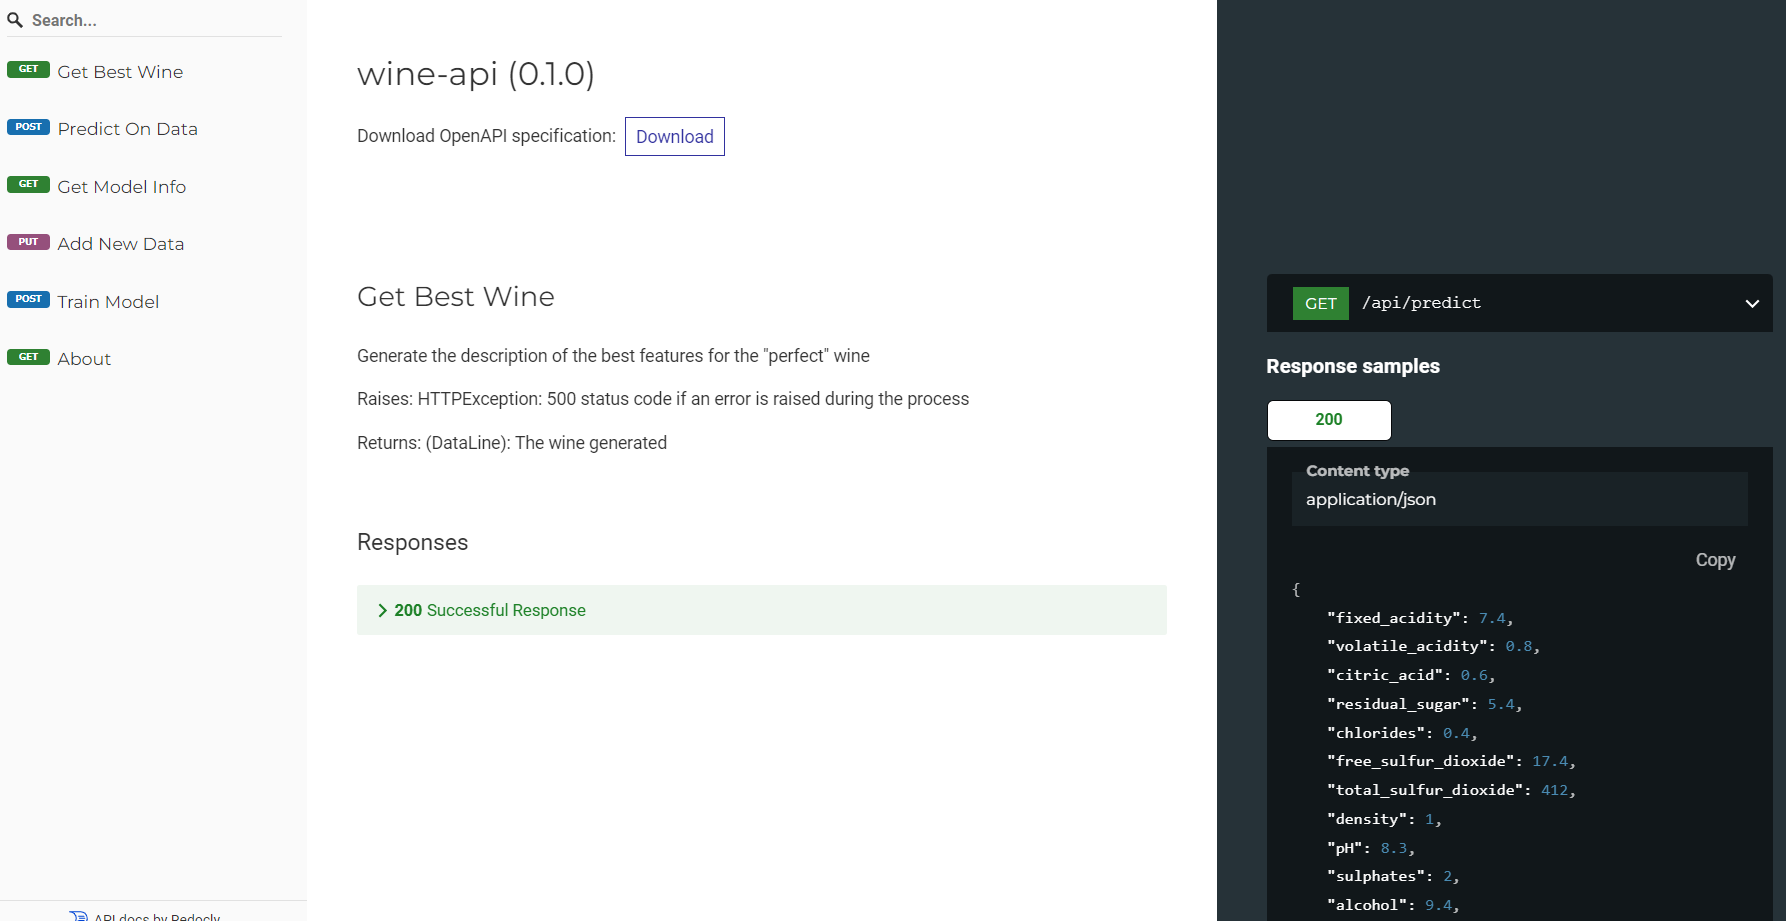 Search...
GET Get Best Wine
POST Predict On Data
GET Get Model Info
PUT Add New Data
POST Train Model
GET About
API docs by Redocly
wine-api (0.1.0)
Download OpenAPI specification: Download
Get Best Wine
Generate the description of the best features for the "perfect" wine
Raises: HTTPException: 500 status code if an error is raised during the process
Returns: (DataLine): The wine generated
Responses
200 Successful Response
GET /api/predict
Response samples
200
Content type
application/json
Copy
{
"fixed_acidity": 7.4,
"volatile_acidity": 0.8,
"citric_acid": 0.6,
"residual_sugar": 5.4,
"chlorides": 0.4,
"free_sulfur_dioxide": 17.4,
"total_sulfur_dioxide": 412,
"density": 1,
"pH": 8.3,
"sulphates": 2,
"alcohol": 9.4,